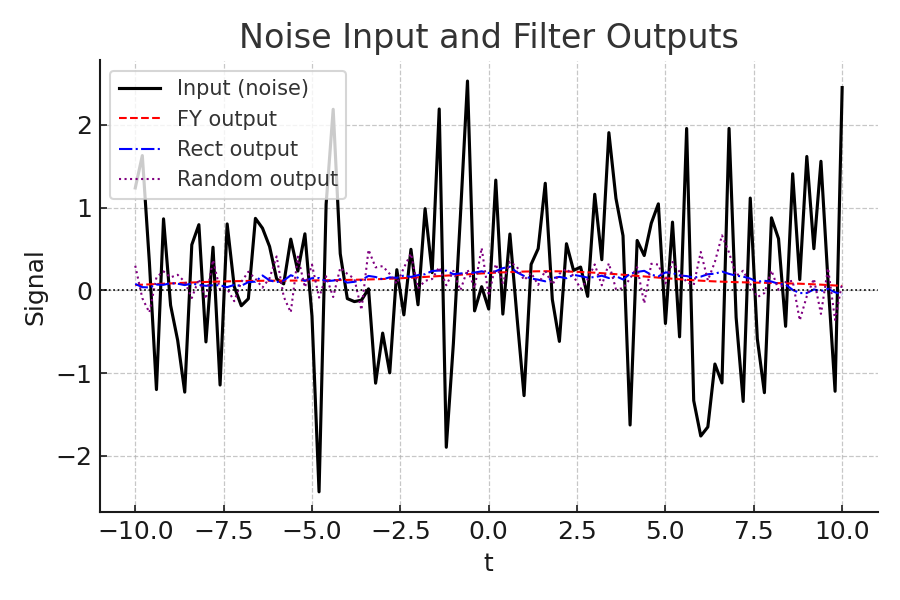 Noise Input and Filter Outputs
Input (noise)
FY output
Rect output
Random output
Signal
2
1
0
−1
−2
−10.0 −7.5 −5.0 −2.5 0.0 2.5 5.0 7.5 10.0
t